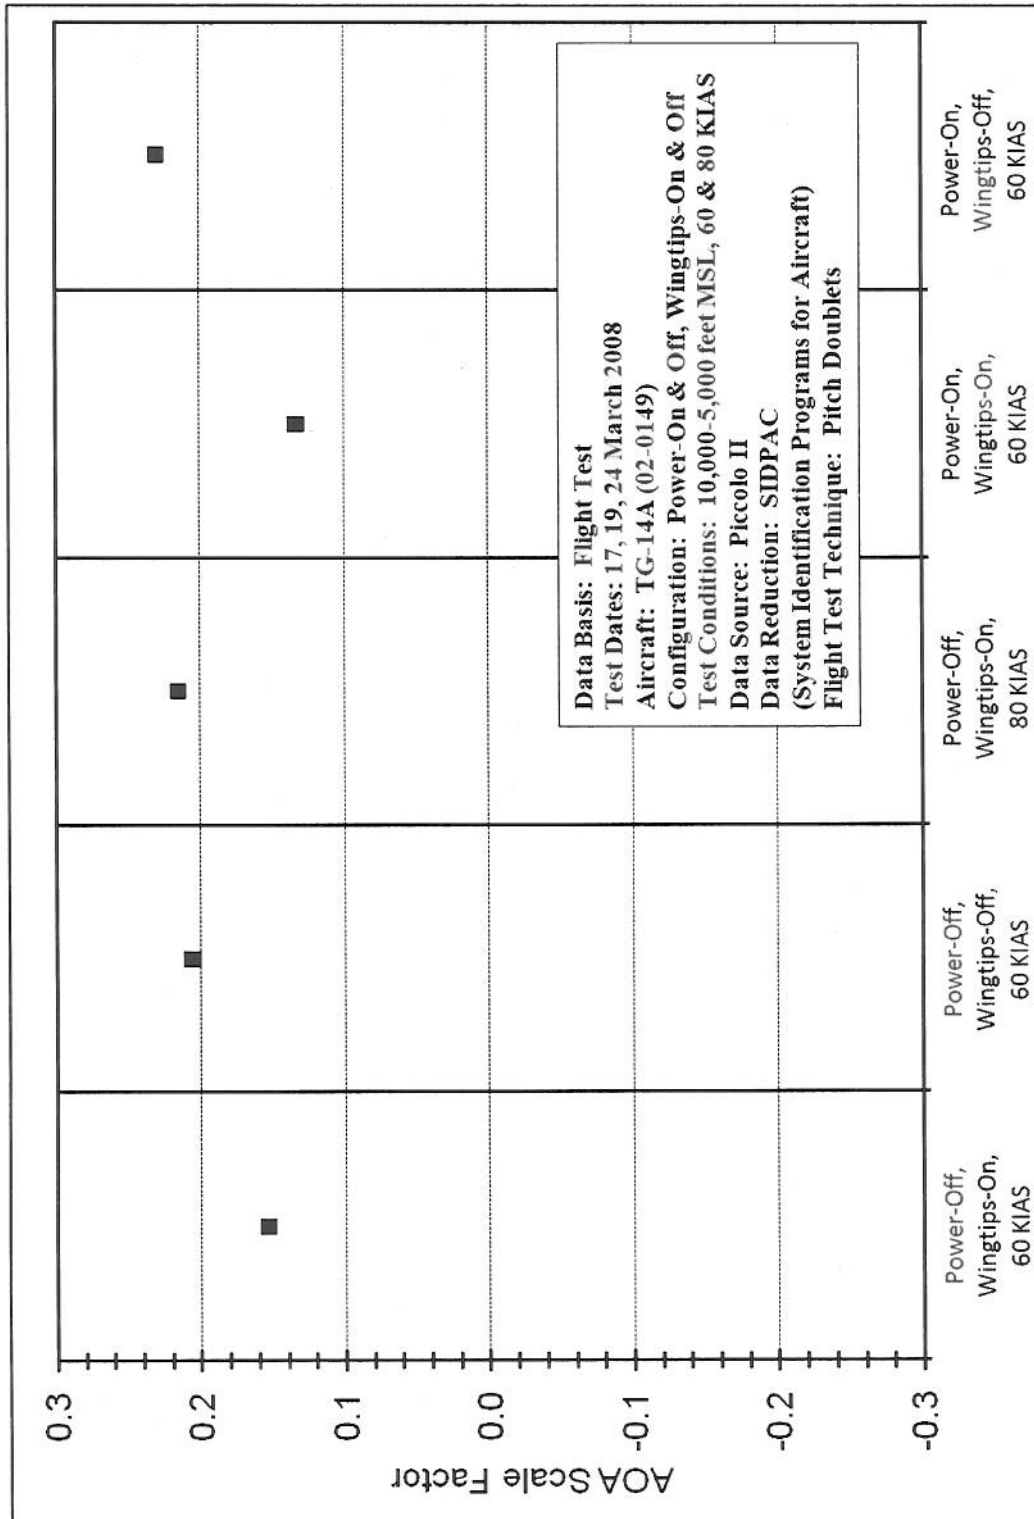 AOA Scale Factor
0.3
0.2
0.1
0.0
-0.1
-0.2
-0.3
Data Basis: Flight Test
Test Dates: 17, 19, 24 March 2008
Aircraft: TG-14A (02-0149)
Configuration: Power-On & Off, Wingtips-On & Off
Test Conditions: 10,000-5,000 feet MSL, 60 & 80 KIAS
Data Source: Piccolo II
Data Reduction: SIDPAC
(System Identification Programs for Aircraft)
Flight Test Technique: Pitch Doublets
Power-Off,
Wingtips-On,
60 KIAS
Power-Off,
Wingtips-Off,
60 KIAS
Power-Off,
Wingtips-On,
80 KIAS
Power-On,
Wingtips-On,
60 KIAS
Power-On,
Wingtips-Off,
60 KIAS